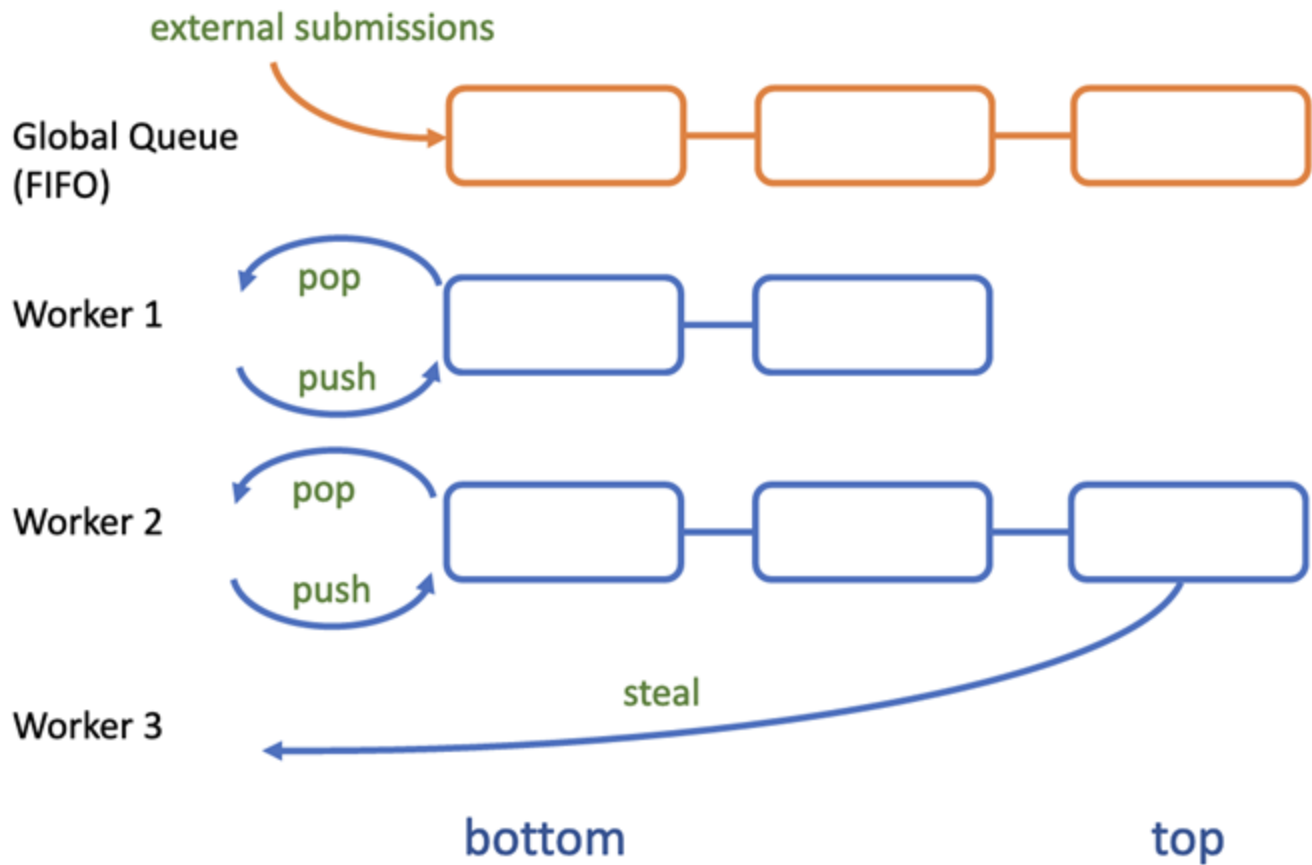 external submissions
Global Queue
(FIFO)
pop
Worker 1
push
pop
Worker 2
push
steal
Worker 3
bottom
top